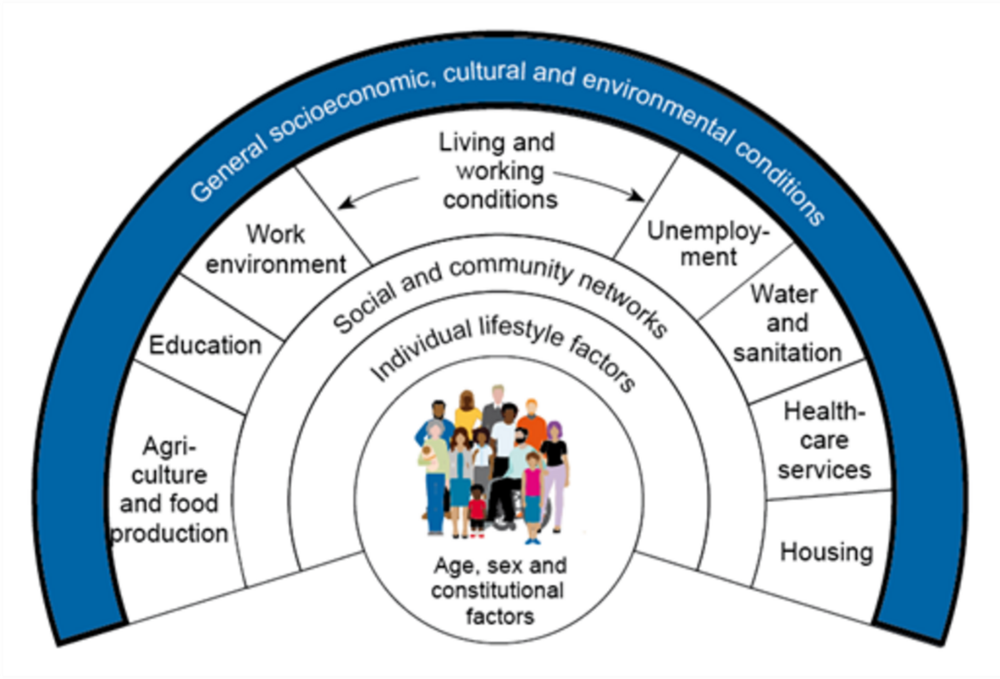 General socioeconomic, cultural and environmental conditions
Living and
working
conditions
Work
environment
Education
Agri-
culture
and food
production
Unemploy-
ment
Water
and
sanitation
Health-
care
services
Housing
Social and community networks
Individual lifestyle factors
Age, sex and
constitutional
factors